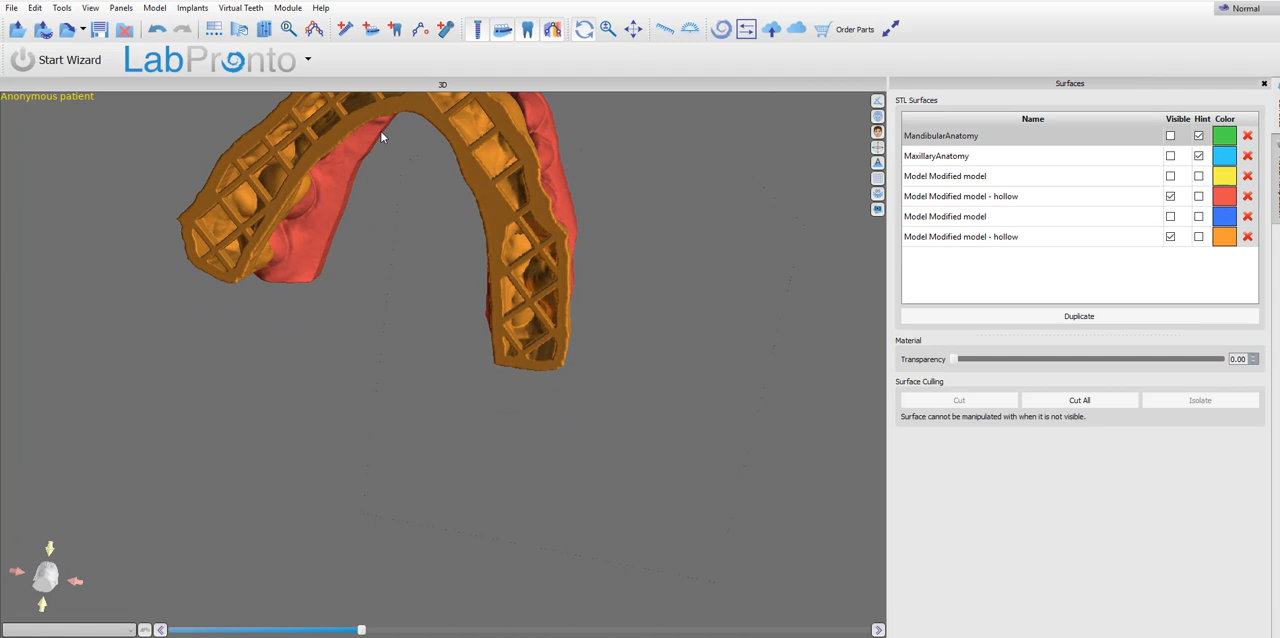 File Edit Tools View Panels Model Implants Virtual Teeth Module Help
Normal
Order Parts
Start Wizard LabPronto
3D
Surfaces
Anonymous patient
STL Surfaces
Name Visible Hint Color
MandibularAnatomy
MaxillaryAnatomy
Model Modified model
Model Modified model - hollow
Model Modified model
Model Modified model - hollow
Duplicate
Material
Transparency 0.00
Surface Culling
Cut Cut All Isolate
Surface cannot be manipulated with when it is not visible.